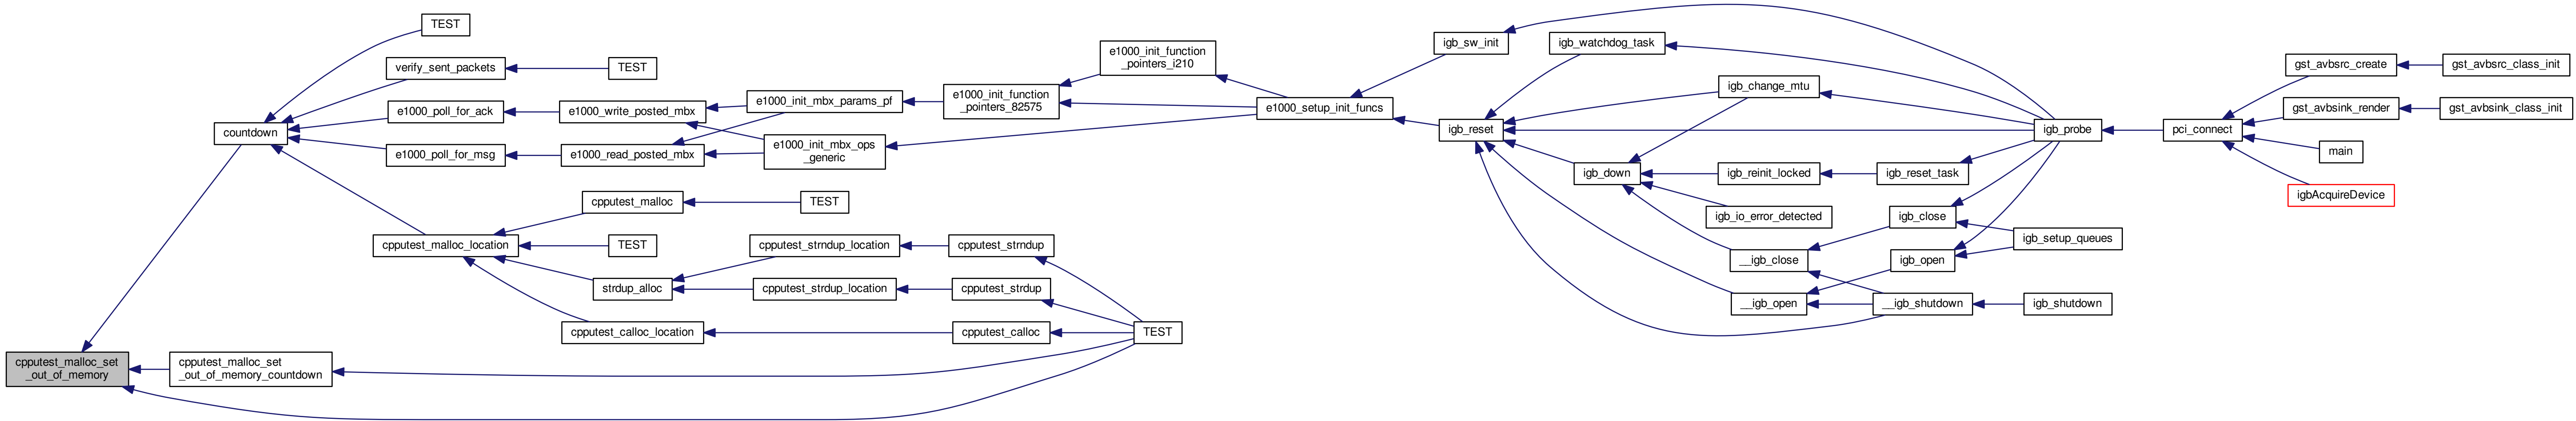 cpputest_malloc_set
_out_of_memory
countdown
cpputest_malloc_set
_out_of_memory_countdown
TEST
verify_sent_packets
e1000_poll_for_ack
e1000_poll_for_msg
cpputest_malloc_location
TEST
e1000_write_posted_mbx
e1000_read_posted_mbx
cpputest_malloc
TEST
strdup_alloc
cpputest_calloc_location
e1000_init_mbx_params_pf
e1000_init_mbx_ops
_generic
TEST
cpputest_strndup_location
cpputest_strdup_location
e1000_init_function
_pointers_82575
cpputest_strndup
cpputest_strdup
cpputest_calloc
e1000_init_function
_pointers_i210
TEST
e1000_setup_init_funcs
igb_sw_init
igb_reset
igb_watchdog_task
igb_down
igb_change_mtu
igb_reinit_locked
igb_io_error_detected
__igb_close
__igb_open
igb_reset_task
igb_close
igb_open
__igb_shutdown
igb_probe
igb_setup_queues
igb_shutdown
pci_connect
gst_avbsrc_create
gst_avbsink_render
main
igbAcquireDevice
gst_avbsrc_class_init
gst_avbsink_class_init